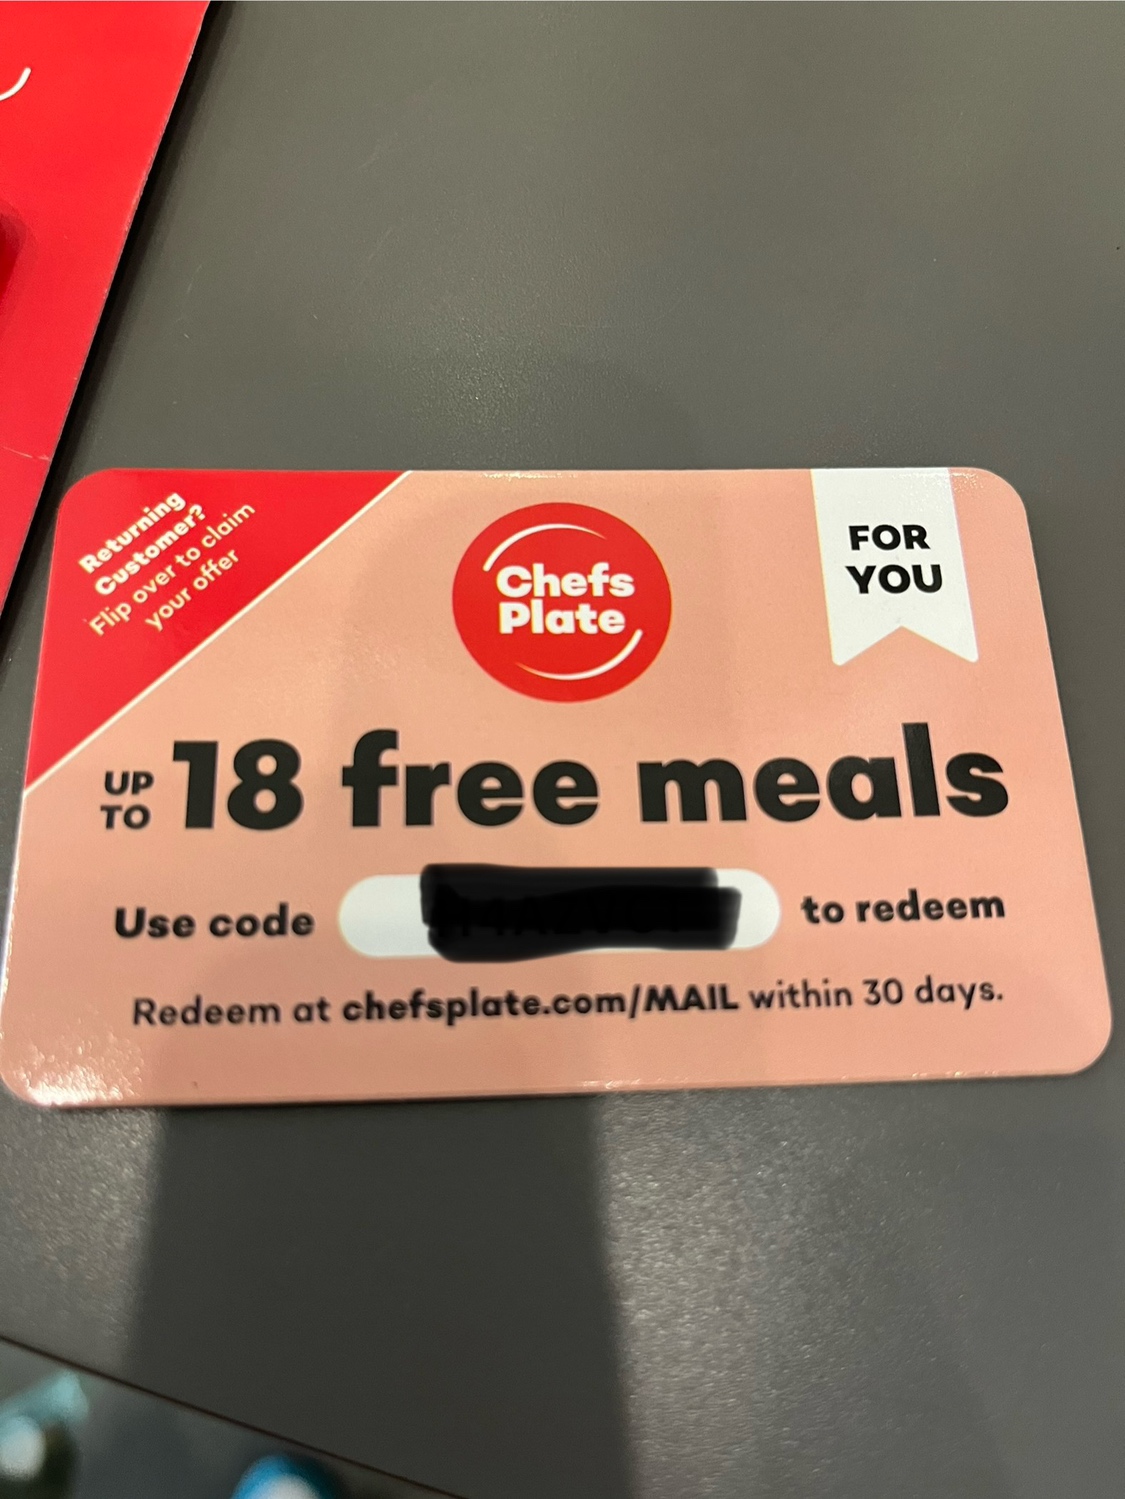 Returning
Customer?
Flip over to claim
your offer
Chefs
Plate
FOR
YOU
UP
TO
18 free meals
Use code to redeem
Redeem at chefsplate.com/MAIL within 30 days.